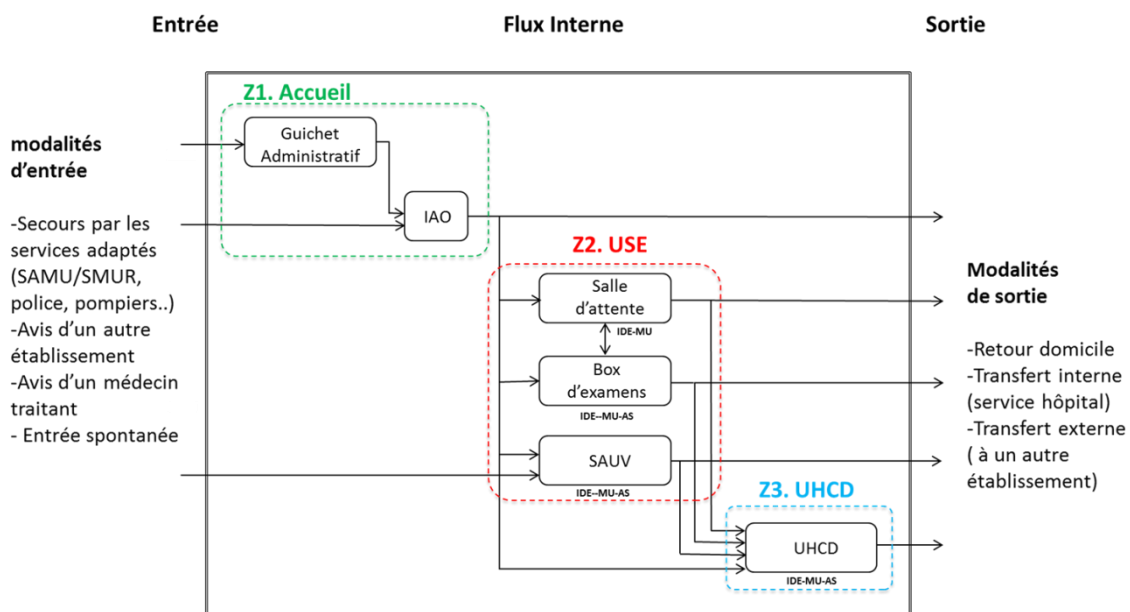 Entrée
Flux Interne
Sortie
Z1. Accueil
Guichet
Administratif
IAO
modalités
d'entrée
-Secours par les
services adaptés
(SAMU/SMUR,
police, pompiers..)
-Avis d'un autre
établissement
-Avis d'un médecin
traitant
- Entrée spontanée
Z2. USE
Salle
d'attente
IDE-MU
Box
d'examens
IDE--MU-AS
SAUV
IDE--MU-AS
Z3. UHCD
UHCD
IDE-MU-AS
Modalités
de sortie
-Retour domicile
-Transfert interne
(service hôpital)
-Transfert externe
( à un autre
établissement)